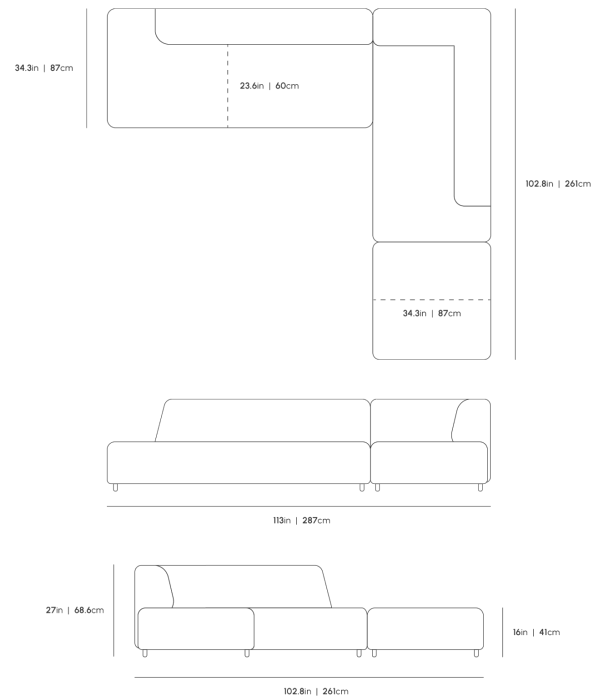 34.3in | 87cm
23.6in | 60cm
102.8in | 261cm
34.3in | 87cm
113in | 287cm
27in | 68.6cm
16in | 41cm
102.8in | 261cm